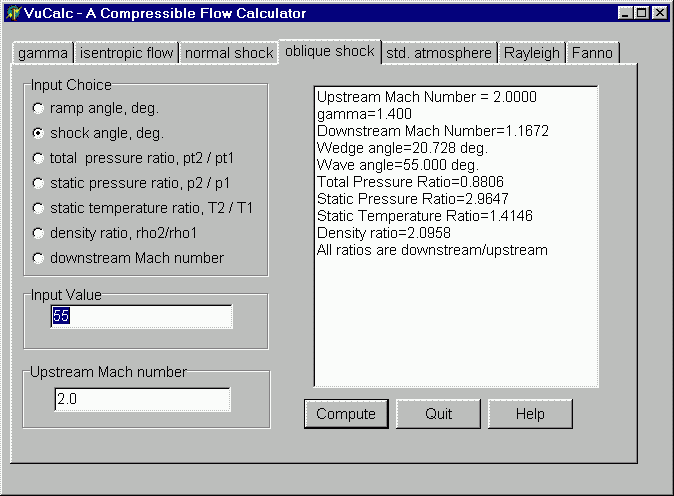 VuCalc - A Compressible Flow Calculator
gamma isentropic flow normal shock oblique shock std. atmosphere Rayleigh Fanno
Input Choice
ramp angle, deg.
shock angle, deg.
total pressure ratio, pt2 / pt1
static pressure ratio, p2 / p1
static temperature ratio, T2 / T1
density ratio, rho2/rho1
downstream Mach number
Input Value
55
Upstream Mach number
2.0
Upstream Mach Number = 2.0000
gamma=1.400
Downstream Mach Number=1.1672
Wedge angle=20.728 deg.
Wave angle=55.000 deg.
Total Pressure Ratio=0.8806
Static Pressure Ratio=2.9647
Static Temperature Ratio=1.4146
Density ratio=2.0958
All ratios are downstream/upstream
Compute Quit Help